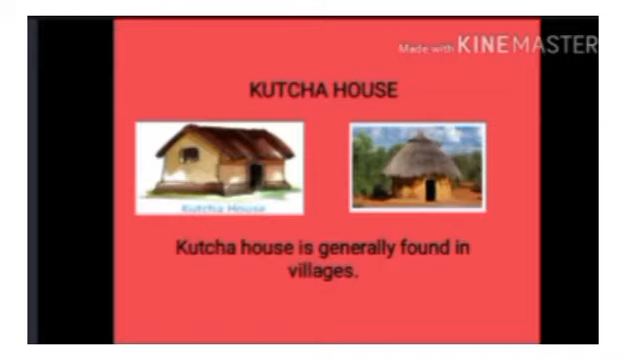 Made with KINEMASTER
KUTCHA HOUSE
Kutcha House
Kutcha house is generally found in
villages.